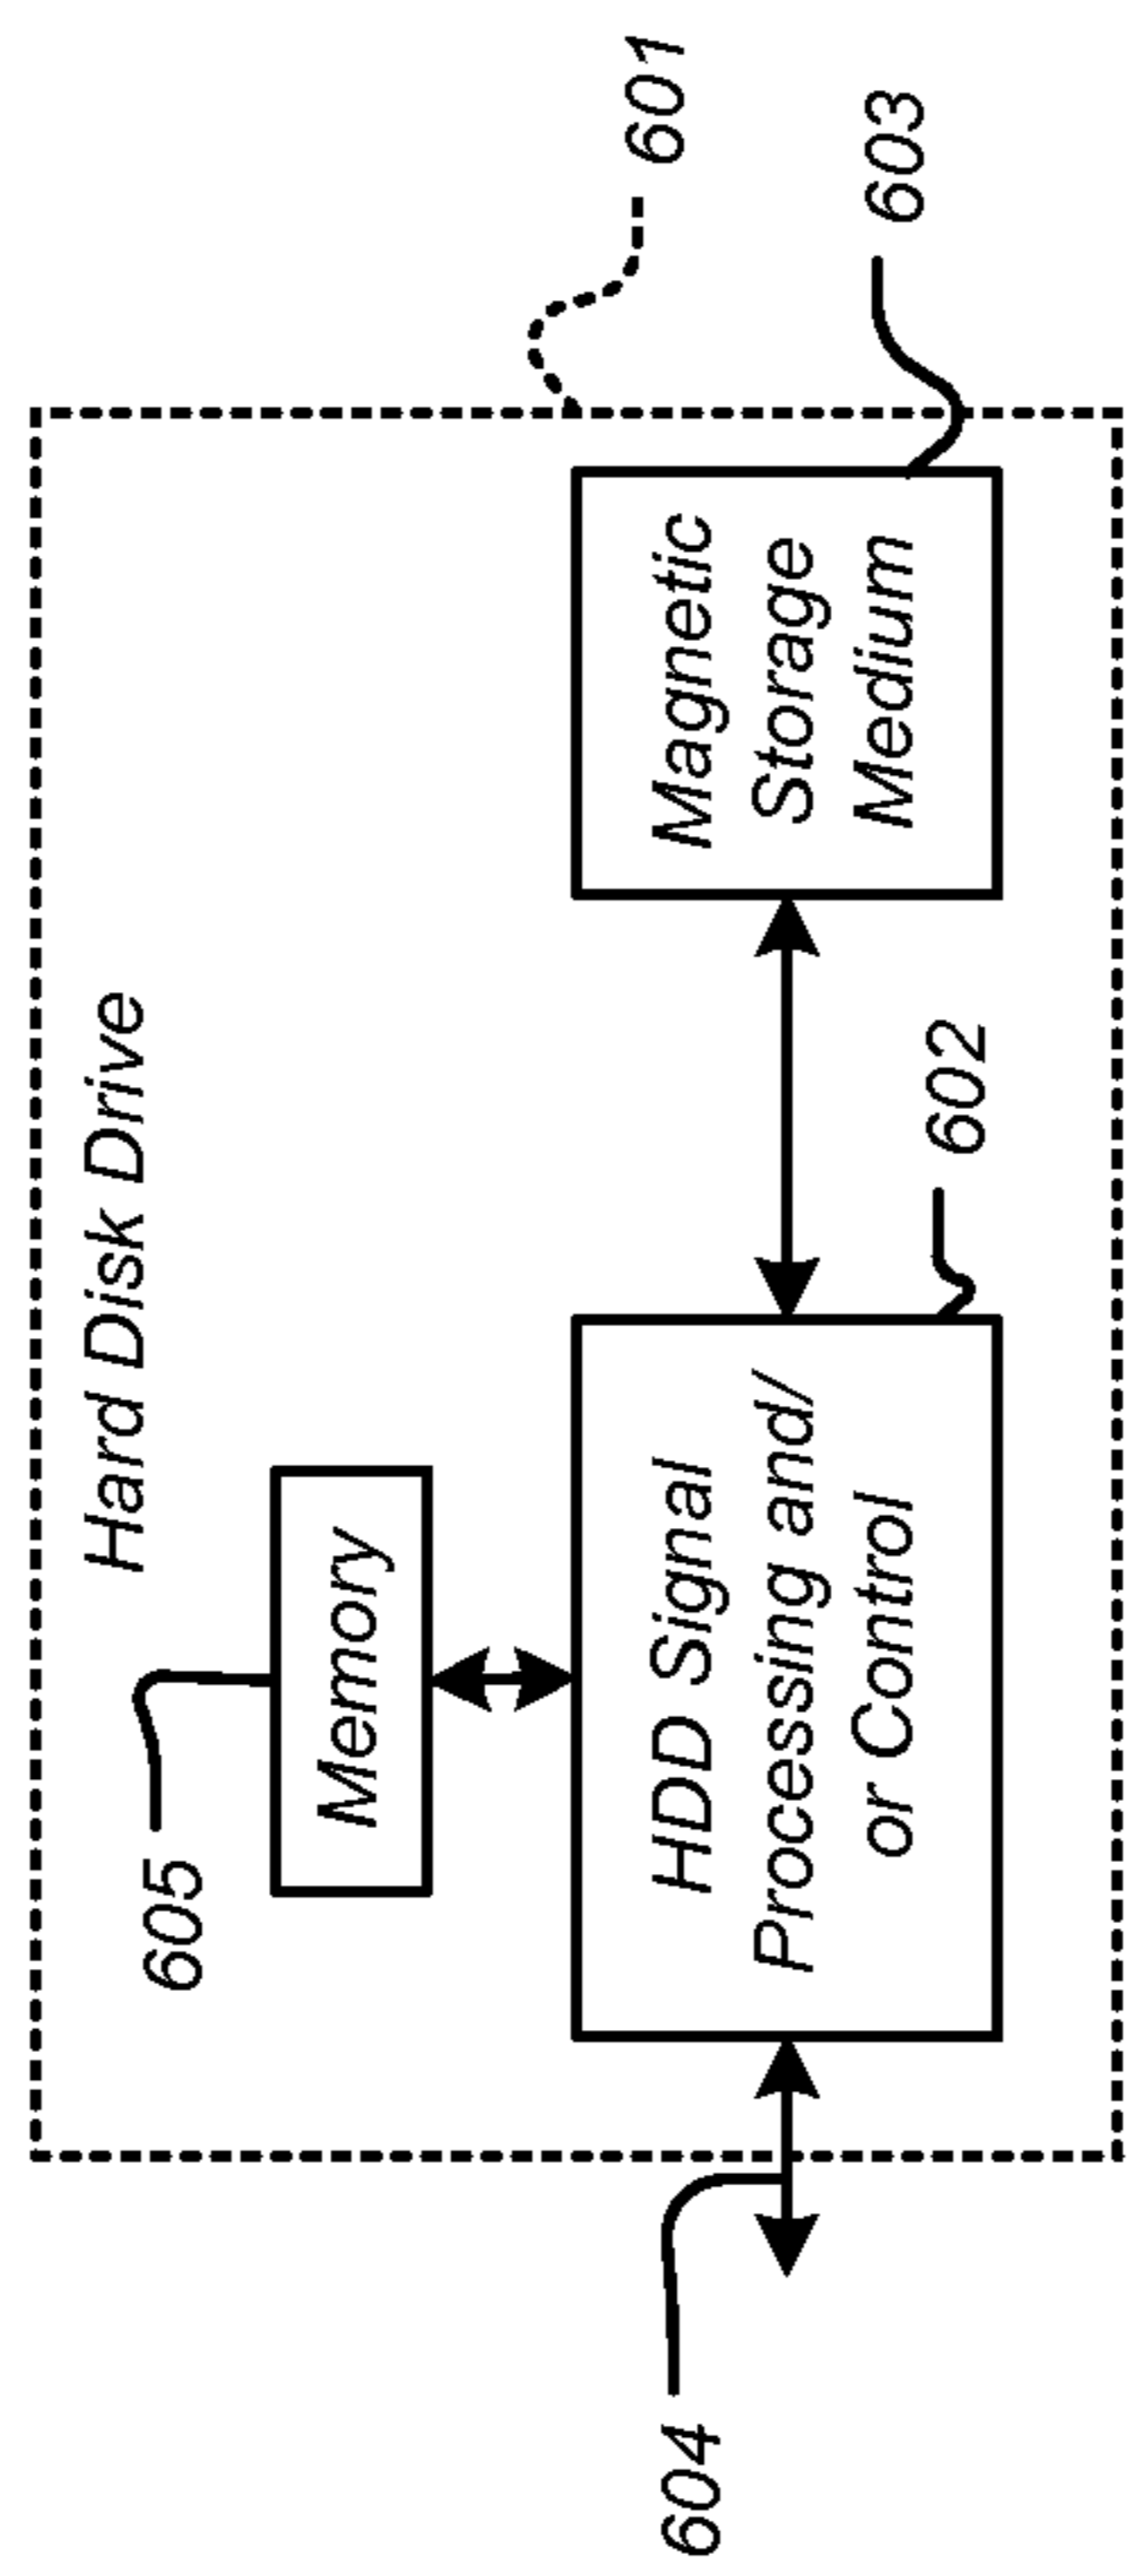 605
Hard Disk Drive
601
Memory
HDD Signal
Processing and/
or Control
Magnetic
Storage
Medium
603
602
604